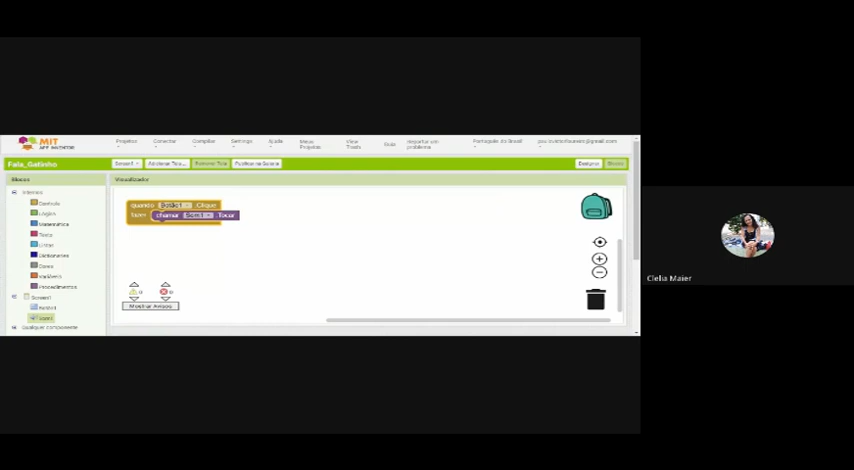 MIT
APP INVENTOR
Projetos
Conectar
Compilar
Settings
Ajuda
Meus Projetos
View Trash
Guia
Reportar um problema
Português do Brasil
Fala_Gatinho
Screen1
Adicionar Tela...
Remover Tela
Publicar na Galeria
Designer
Blocos
Blocos
Visualizador
Internos
Controle
Lógica
Matemática
Texto
Listas
Dictionaries
Cores
Variáveis
Procedimentos
Screen1
Botão1
Som1
Qualquer componente
quando Botão1 .Clique
fazer chamar Som1 .Tocar
0 0
Mostrar Avisos
Clelia Maier